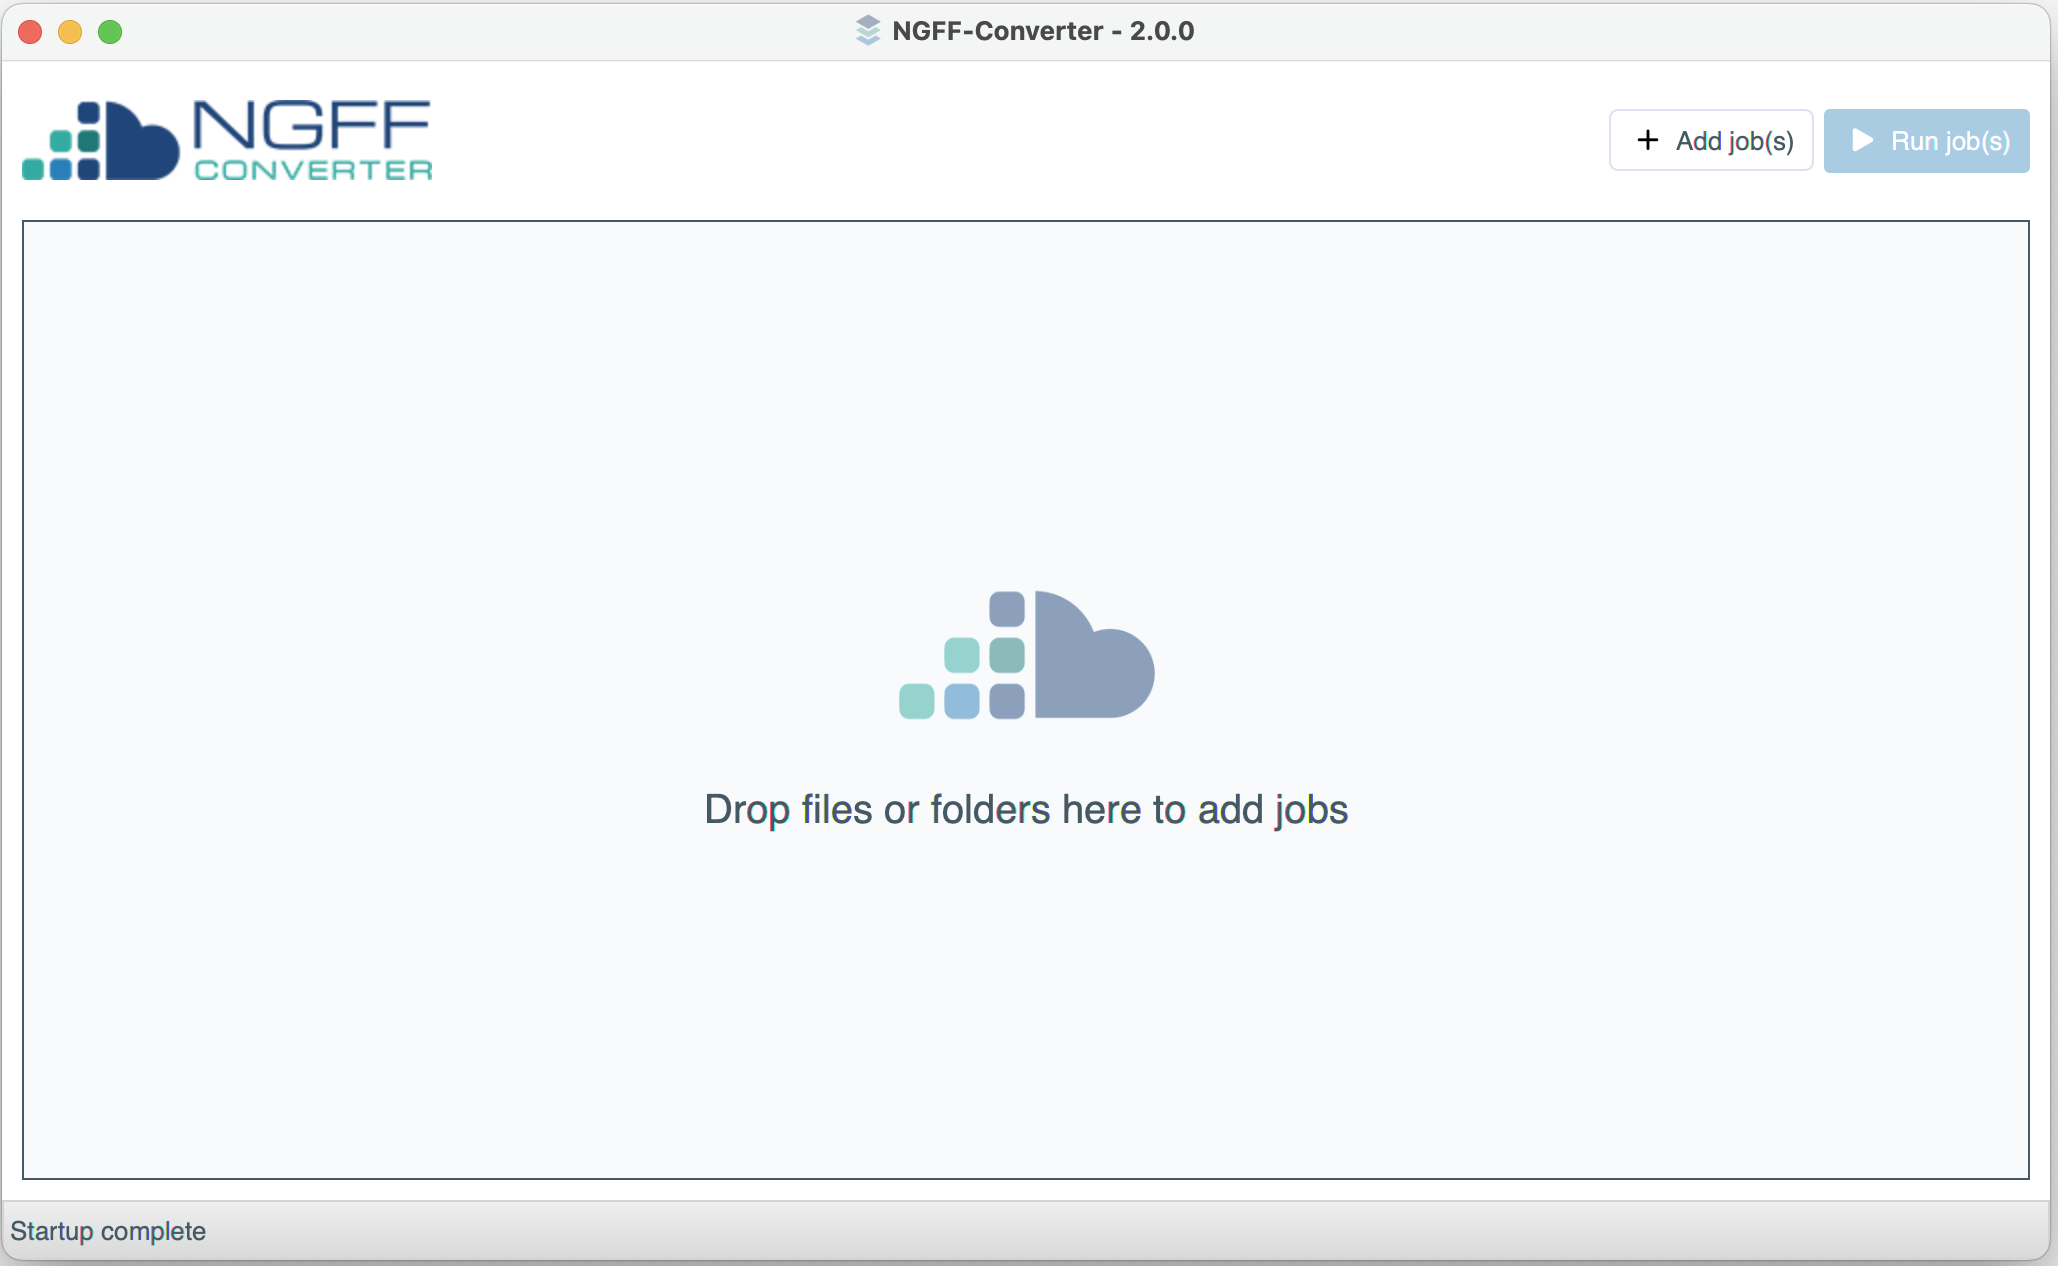 NGFF-Converter - 2.0.0
NGFF
CONVERTER
Add job(s)
Run job(s)
Drop files or folders here to add jobs
Startup complete